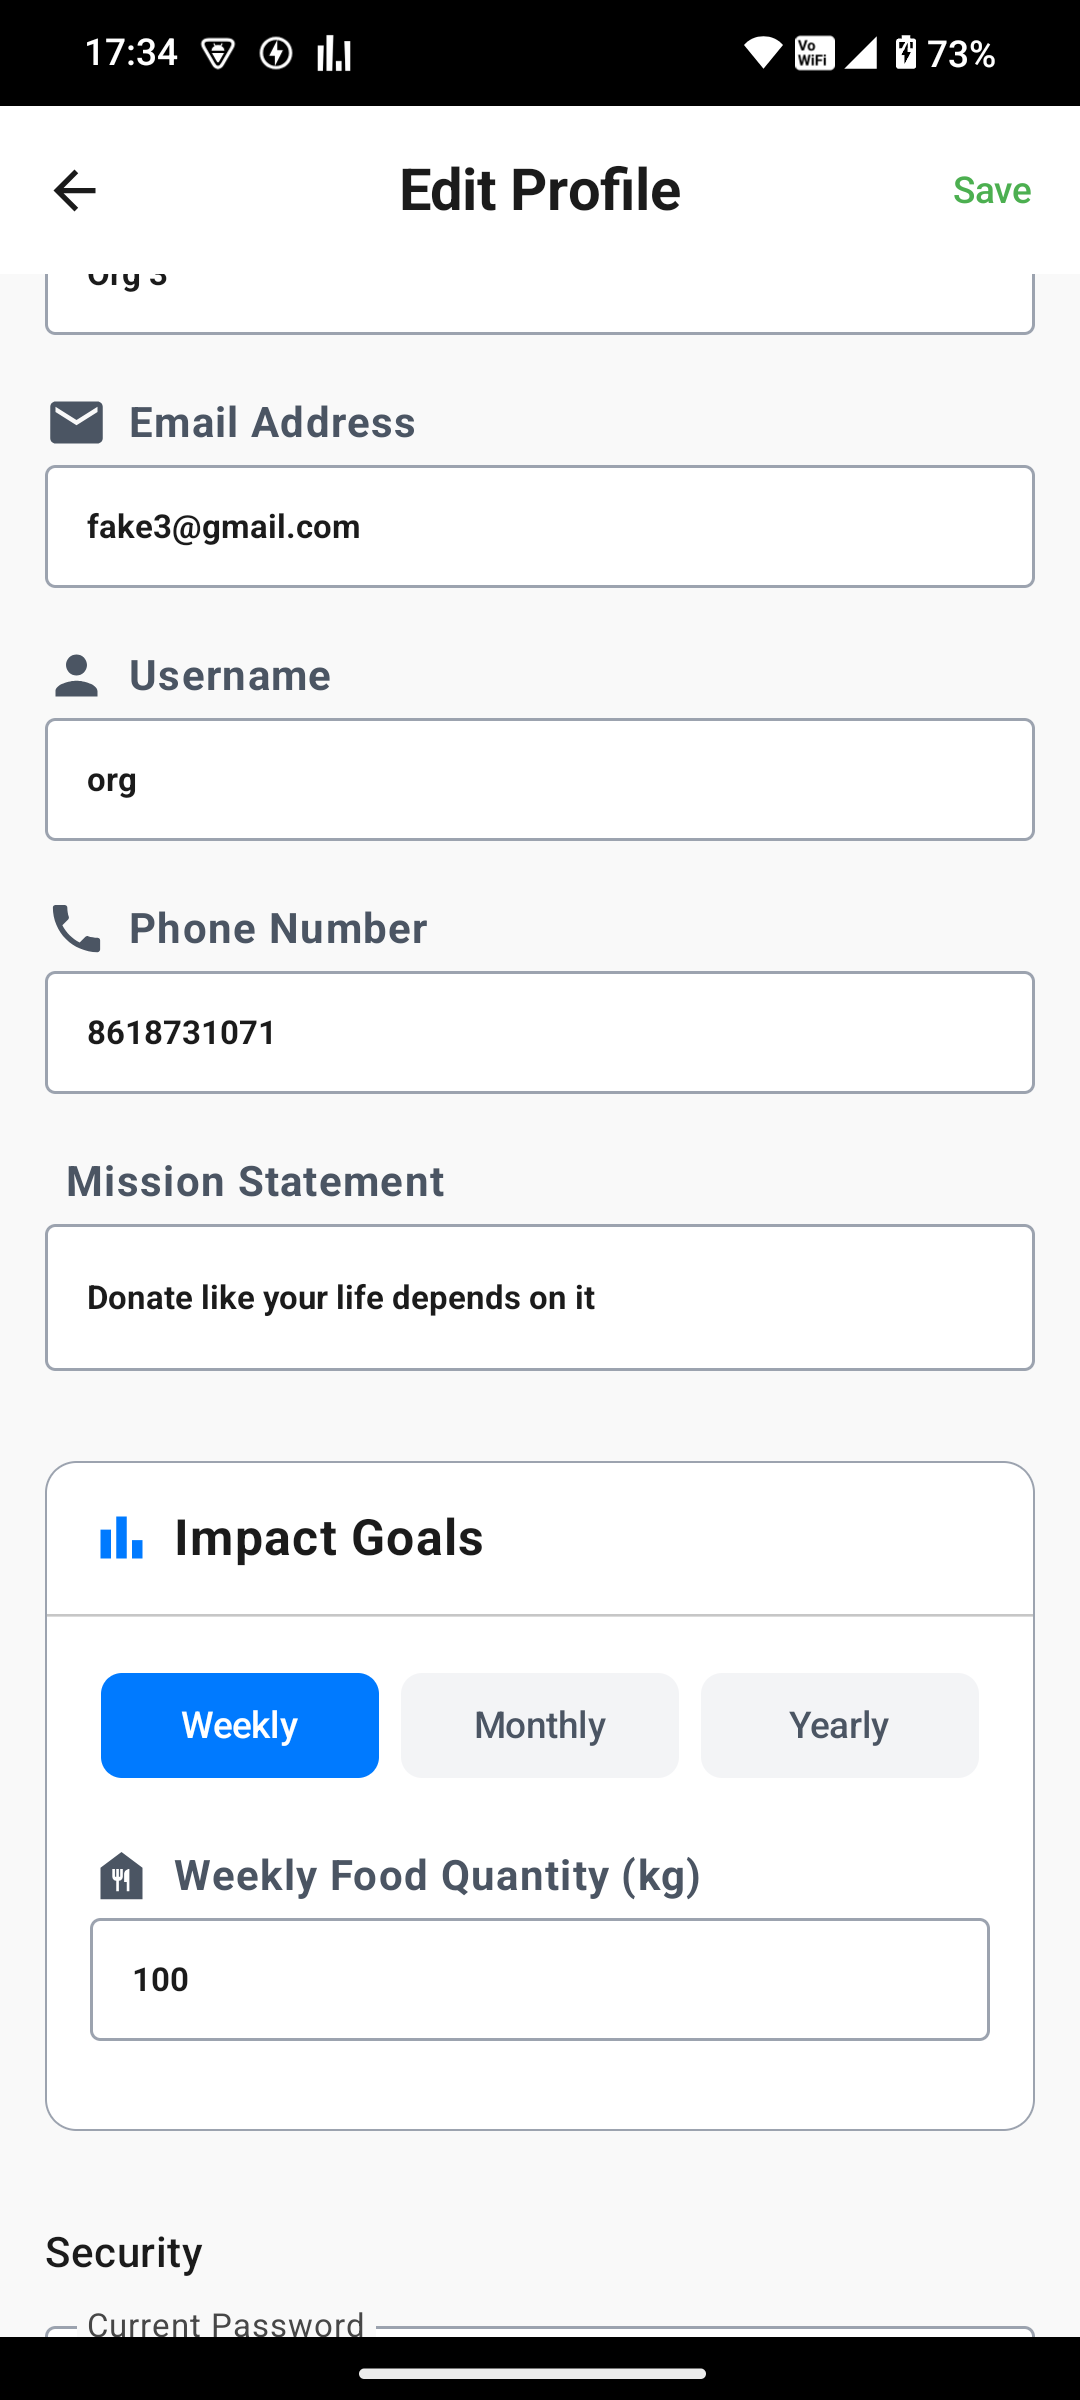 17:34
Vo WiFi
73%
Edit Profile
Save
Org 3
Email Address
fake3@gmail.com
Username
org
Phone Number
8618731071
Mission Statement
Donate like your life depends on it
Impact Goals
Weekly Monthly Yearly
Weekly Food Quantity (kg)
100
Security
Current Password